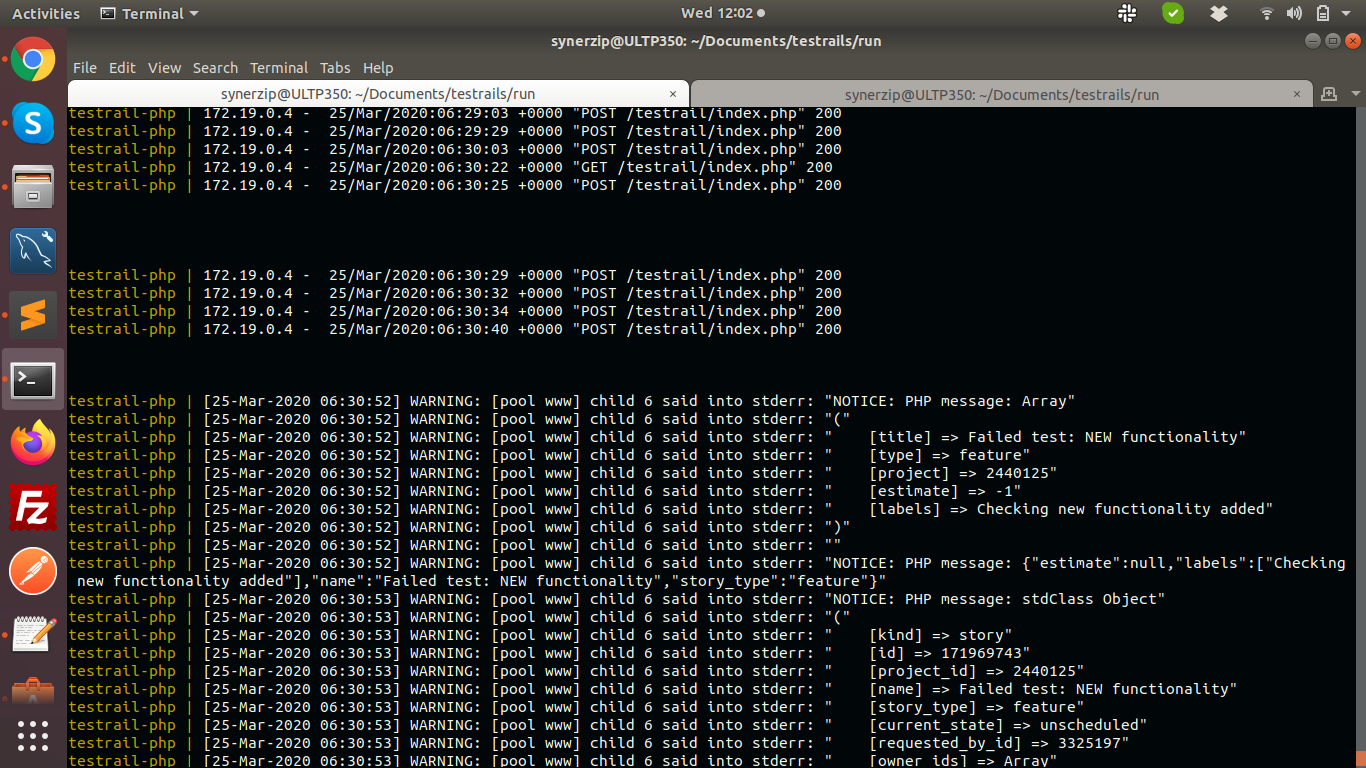 Activities Terminal Wed 12:02
synerzip@ULTP350: ~/Documents/testrails/run
File Edit View Search Terminal Tabs Help
synerzip@ULTP350: ~/Documents/testrails/run × synerzip@ULTP350: ~/Documents/testrails/run ×
testrail-php | 172.19.0.4 -  25/Mar/2020:06:29:03 +0000 "POST /testrail/index.php" 200
testrail-php | 172.19.0.4 -  25/Mar/2020:06:29:29 +0000 "POST /testrail/index.php" 200
testrail-php | 172.19.0.4 -  25/Mar/2020:06:30:03 +0000 "POST /testrail/index.php" 200
testrail-php | 172.19.0.4 -  25/Mar/2020:06:30:22 +0000 "GET /testrail/index.php" 200
testrail-php | 172.19.0.4 -  25/Mar/2020:06:30:25 +0000 "POST /testrail/index.php" 200
testrail-php | 172.19.0.4 -  25/Mar/2020:06:30:29 +0000 "POST /testrail/index.php" 200
testrail-php | 172.19.0.4 -  25/Mar/2020:06:30:32 +0000 "POST /testrail/index.php" 200
testrail-php | 172.19.0.4 -  25/Mar/2020:06:30:34 +0000 "POST /testrail/index.php" 200
testrail-php | 172.19.0.4 -  25/Mar/2020:06:30:40 +0000 "POST /testrail/index.php" 200
testrail-php | [25-Mar-2020 06:30:52] WARNING: [pool www] child 6 said into stderr: "NOTICE: PHP message: Array"
testrail-php | [25-Mar-2020 06:30:52] WARNING: [pool www] child 6 said into stderr: "("
testrail-php | [25-Mar-2020 06:30:52] WARNING: [pool www] child 6 said into stderr: "    [title] => Failed test: NEW functionality"
testrail-php | [25-Mar-2020 06:30:52] WARNING: [pool www] child 6 said into stderr: "    [type] => feature"
testrail-php | [25-Mar-2020 06:30:52] WARNING: [pool www] child 6 said into stderr: "    [project] => 2440125"
testrail-php | [25-Mar-2020 06:30:52] WARNING: [pool www] child 6 said into stderr: "    [estimate] => -1"
testrail-php | [25-Mar-2020 06:30:52] WARNING: [pool www] child 6 said into stderr: "    [labels] => Checking new functionality added"
testrail-php | [25-Mar-2020 06:30:52] WARNING: [pool www] child 6 said into stderr: ")"
testrail-php | [25-Mar-2020 06:30:52] WARNING: [pool www] child 6 said into stderr: ""
testrail-php | [25-Mar-2020 06:30:52] WARNING: [pool www] child 6 said into stderr: "NOTICE: PHP message: {"estimate":null,"labels":["Checking
 new functionality added"],"name":"Failed test: NEW functionality","story_type":"feature"}"
testrail-php | [25-Mar-2020 06:30:53] WARNING: [pool www] child 6 said into stderr: "NOTICE: PHP message: stdClass Object"
testrail-php | [25-Mar-2020 06:30:53] WARNING: [pool www] child 6 said into stderr: "("
testrail-php | [25-Mar-2020 06:30:53] WARNING: [pool www] child 6 said into stderr: "    [kind] => story"
testrail-php | [25-Mar-2020 06:30:53] WARNING: [pool www] child 6 said into stderr: "    [id] => 171969743"
testrail-php | [25-Mar-2020 06:30:53] WARNING: [pool www] child 6 said into stderr: "    [project_id] => 2440125"
testrail-php | [25-Mar-2020 06:30:53] WARNING: [pool www] child 6 said into stderr: "    [name] => Failed test: NEW functionality"
testrail-php | [25-Mar-2020 06:30:53] WARNING: [pool www] child 6 said into stderr: "    [story_type] => feature"
testrail-php | [25-Mar-2020 06:30:53] WARNING: [pool www] child 6 said into stderr: "    [current_state] => unscheduled"
testrail-php | [25-Mar-2020 06:30:53] WARNING: [pool www] child 6 said into stderr: "    [requested_by_id] => 3325197"
testrail-php | [25-Mar-2020 06:30:53] WARNING: [pool www] child 6 said into stderr: "    [owner_ids] => Array"